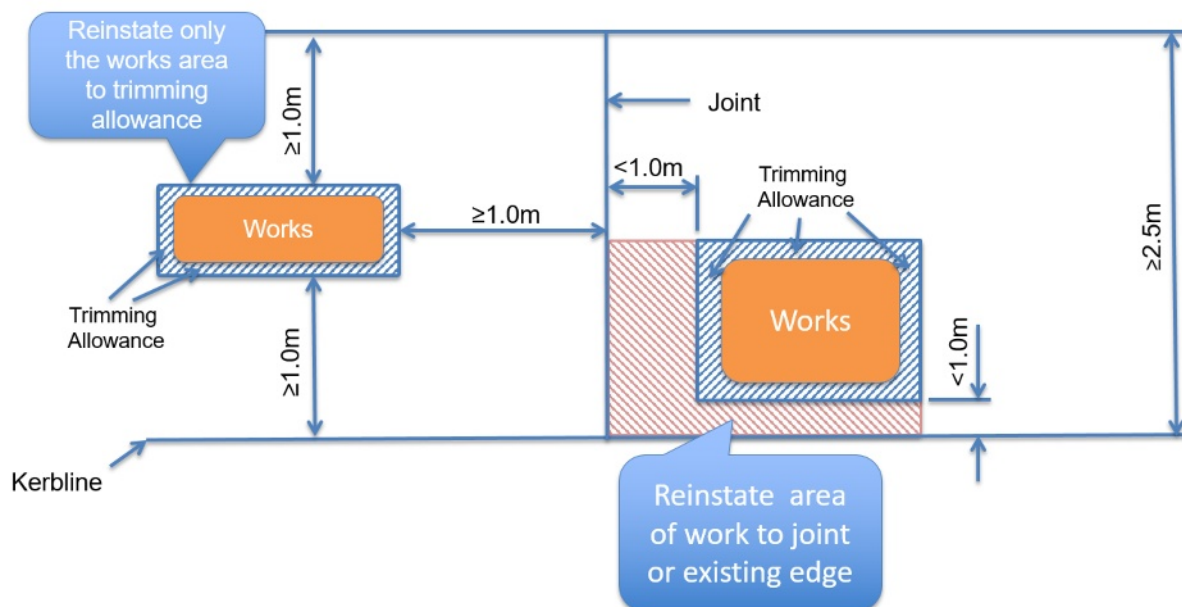 Reinstate only
the works area
to trimming
allowance
≥1.0m
Joint
<1.0m
Trimming
Allowance
≥1.0m
Works
≥2.5m
Trimming
Allowance
≥1.0m
Works
<1.0m
Kerbline
Reinstate area
of work to joint
or existing edge